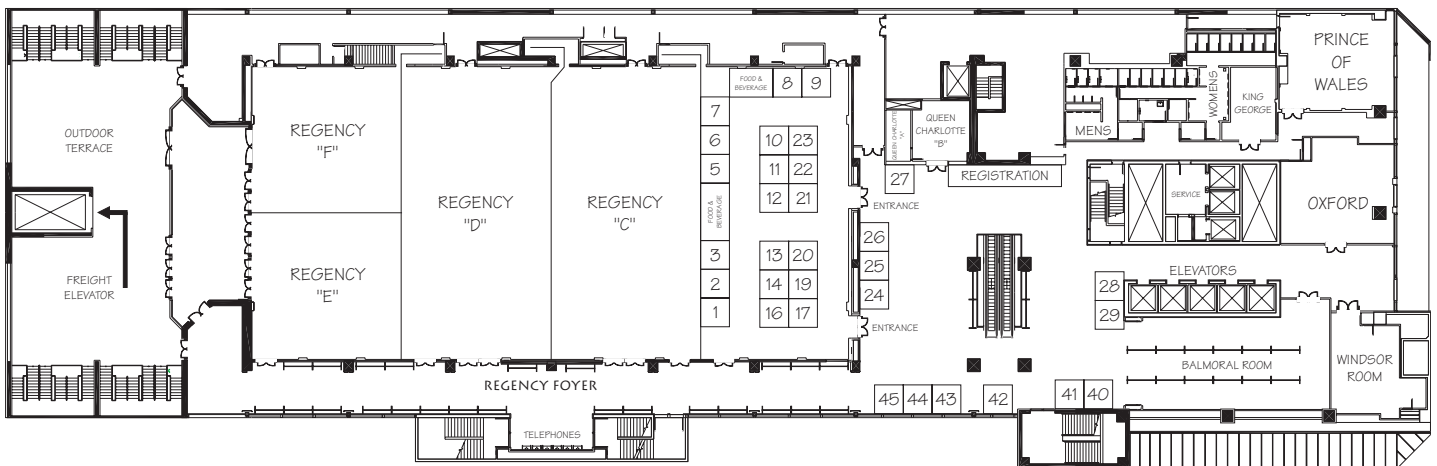 OUTDOOR
TERRACE
FREIGHT
ELEVATOR
REGENCY
"F"
REGENCY
"E"
REGENCY
"D"
REGENCY
"C"
REGENCY FOYER
TELEPHONES
FOOD &
BEVERAGE
8 9
7
6
5
FOOD &
BEVERAGE
3
2
1
10 23
11 22
12 21
13 20
14 19
16 17
QUEEN CHARLOTTE
"A"
QUEEN
CHARLOTTE
"B"
27
REGISTRATION
ENTRANCE
26
25
24
ENTRANCE
MENS
WOMENS
KING
GEORGE
PRINCE
OF
WALES
SERVICE
OXFORD
ELEVATORS
28
29
BALMORAL ROOM
WINDSOR
ROOM
45 44 43
42
41 40